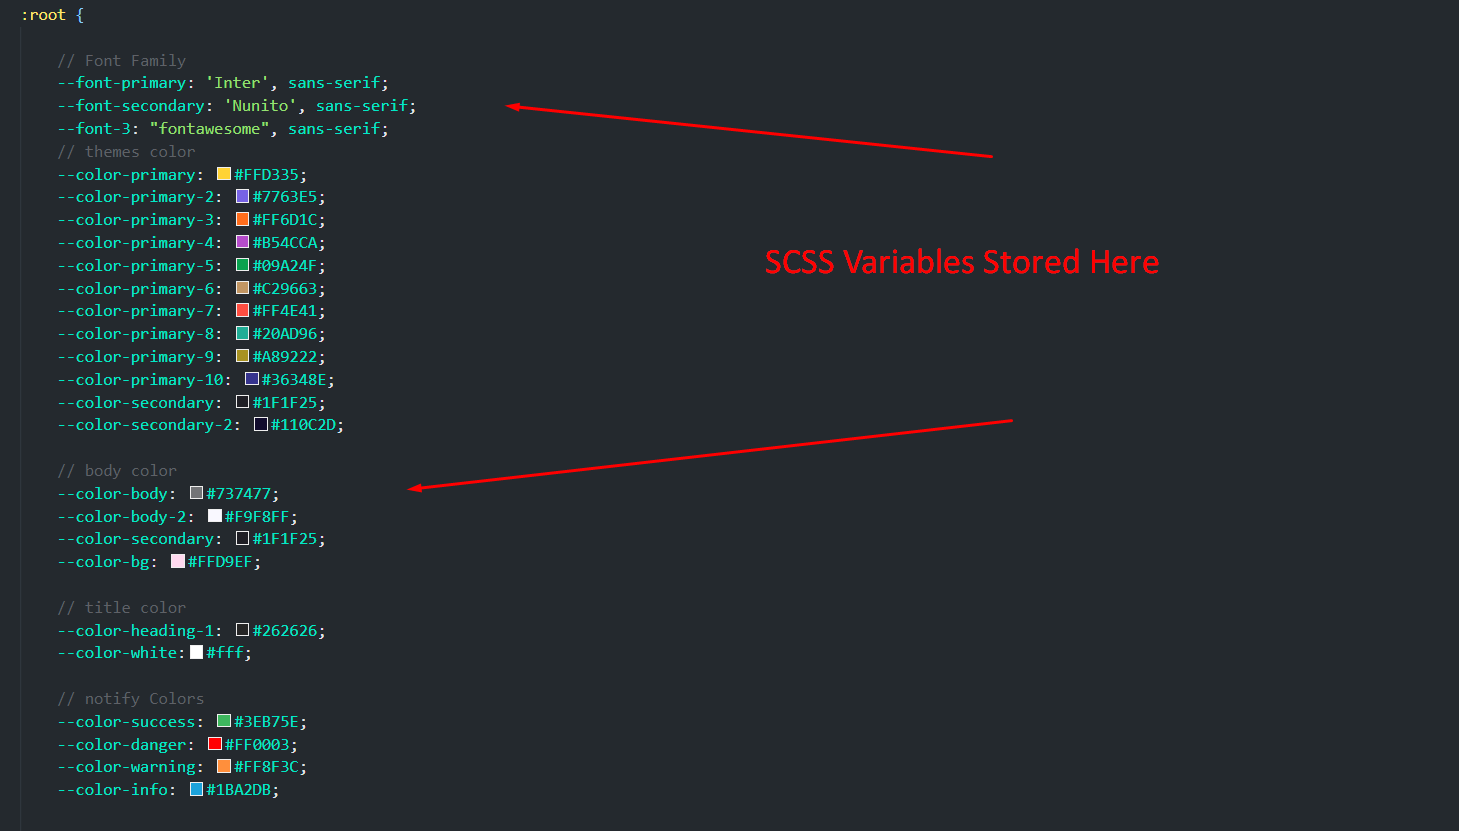 :root {
// Font Family
--font-primary: 'Inter', sans-serif;
--font-secondary: 'Nunito', sans-serif;
--font-3: "fontawesome", sans-serif;
// themes color
--color-primary: #FFD335;
--color-primary-2: #7763E5;
--color-primary-3: #FF6D1C;
--color-primary-4: #B54CCA;
SCSS Variables Stored Here
--color-primary-5: #09A24F;
--color-primary-6: #C29663;
--color-primary-7: #FF4E41;
--color-primary-8: #20AD96;
--color-primary-9: #A89222;
--color-primary-10: #36348E;
--color-secondary: #1F1F25;
--color-secondary-2: #110C2D;
// body color
--color-body: #737477;
--color-body-2: #F9F8FF;
--color-secondary: #1F1F25;
--color-bg: #FFD9EF;
// title color
--color-heading-1: #262626;
--color-white: #fff;
// notify Colors
--color-success: #3EB75E;
--color-danger: #FF0003;
--color-warning: #FF8F3C;
--color-info: #1BA2DB;